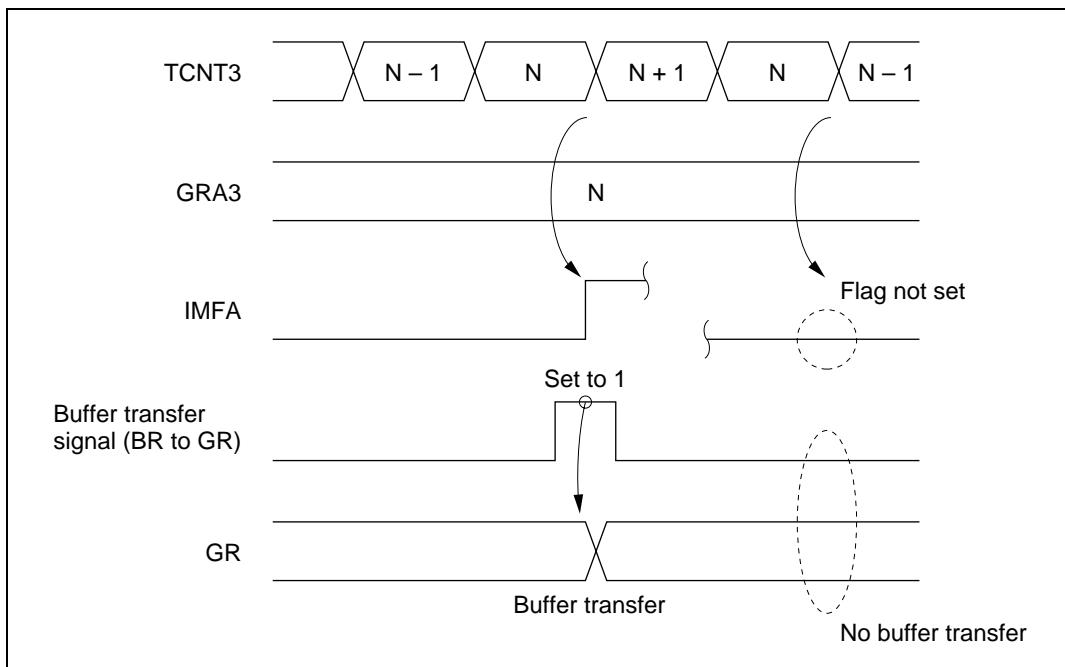 TCNT3
N – 1
N
N + 1
N
N – 1
GRA3
N
IMFA
Flag not set
Set to 1
Buffer transfer
signal (BR to GR)
GR
Buffer transfer
No buffer transfer